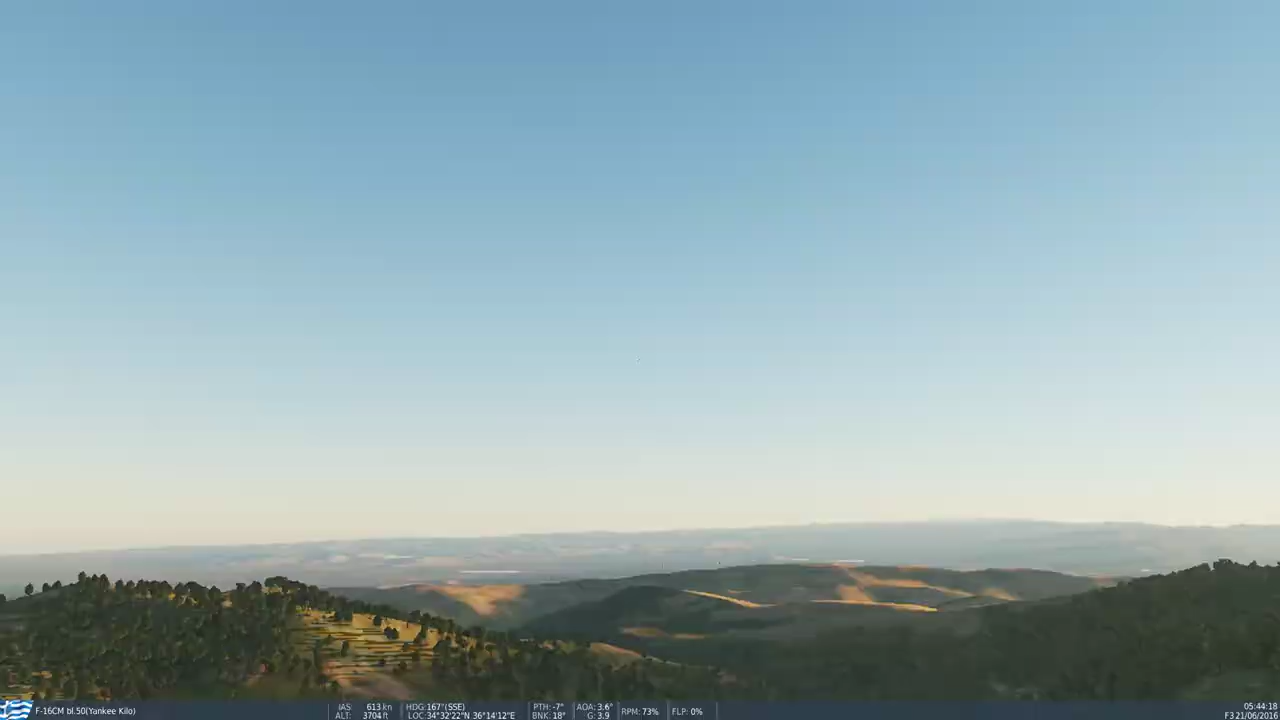 F-16CM bl.50(Yankee Kilo)
IAS 613 kn
ALT: 3704 ft
HDG:167°(SSE)
LOC:34°32'22"N 36°14'12"E
PTH: -7°
BNK: 18°
AOA: 3.6°
G: 3.9
RPM: 73%
FLP: 0%
05:44:18
F3 21/06/2016